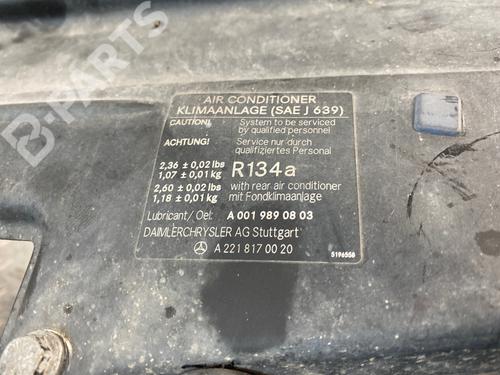 B-PARTS
AIR CONDITIONER
KLIMAANLAGE (SAE J 639)
CAUTION! System to be serviced by qualified personnel
ACHTUNG! Service nur durch qualifiziertes Personal
2,36 ± 0,02 lbs
1,07 ± 0,01 kg
R134a
2,60 ± 0,02 lbs
1,18 ± 0,01 kg
with rear air conditioner
mit Fondklimaanlage
Lubricant/ Oel: A 001 989 08 03
DAIMLERCHRYSLER AG Stuttgart
A 221 817 00 20
5196558
B-PARTS